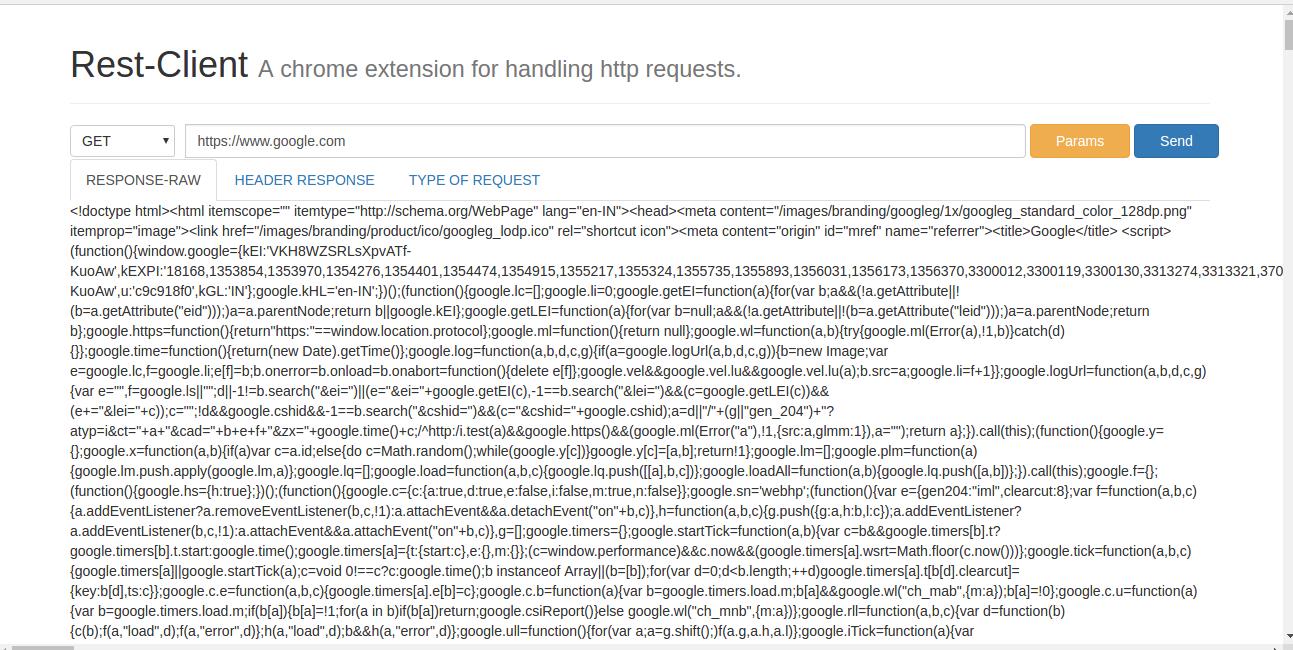 Rest-Client A chrome extension for handling http requests.
GET https://www.google.com Params Send
RESPONSE-RAW HEADER RESPONSE TYPE OF REQUEST
<!doctype html><html itemscope="" itemtype="http://schema.org/WebPage" lang="en-IN"><head><meta content="/images/branding/googleg/1x/googleg_standard_color_128dp.png"
itemprop="image"><link href="/images/branding/product/ico/googleg_lodp.ico" rel="shortcut icon"><meta content="origin" id="mref" name="referrer"><title>Google</title> <script>
(function(){window.google={kEI:'VKH8WZSRLsXpvATf-
KuoAw',kEXPI:'18168,1353854,1353970,1354276,1354401,1354474,1354915,1355217,1355324,1355735,1355893,1356031,1356173,1356370,3300012,3300119,3300130,3313274,3313321,370
KuoAw',u:'c9c918f0',kGL:'IN'};google.kHL='en-IN';})();(function(){google.lc=[];google.li=0;google.getEI=function(a){for(var b;a&&(!a.getAttribute||!
(b=a.getAttribute("eid")));)a=a.parentNode;return b||google.kEI};google.getLEI=function(a){for(var b=null;a&&(!a.getAttribute||!(b=a.getAttribute("leid")));)a=a.parentNode;return
b};google.https=function(){return"https:"==window.location.protocol};google.ml=function(){return null};google.wl=function(a,b){try{google.ml(Error(a),!1,b)}catch(d)
{}};google.time=function(){return(new Date).getTime()};google.log=function(a,b,d,c,g){if(a=google.logUrl(a,b,d,c,g)){b=new Image;var
e=google.lc,f=google.li;e[f]=b;b.onerror=b.onload=b.onabort=function(){delete e[f]};google.vel&&google.vel.lu&&google.vel.lu(a);b.src=a;google.li=f+1}};google.logUrl=function(a,b,d,c,g)
{var e="",f=google.ls||"";d||-1!=b.search("&ei=")||(e="&ei="+google.getEI(c),-1==b.search("&lei=")&&(c=google.getLEI(c))&&
(e+="&lei="+c));c="";!d&&google.cshid&&-1==b.search("&cshid=")&&(c="&cshid="+google.cshid);a=d||"/"+(g||"gen_204")+"?
atyp=i&ct="+a+"&cad="+b+e+f+"&zx="+google.time()+c;/^http:/i.test(a)&&google.https()&&(google.ml(Error("a"),!1,{src:a,glmm:1}),a="");return a};}).call(this);(function(){google.y=
{};google.x=function(a,b){if(a)var c=a.id;else{do c=Math.random();while(google.y[c])}google.y[c]=[a,b];return!1};google.lm=[];google.plm=function(a)
{google.lm.push.apply(google.lm,a)};google.lq=[];google.load=function(a,b,c){google.lq.push([[a],b,c])};google.loadAll=function(a,b){google.lq.push([a,b])};}).call(this);google.f={};
(function(){google.hs={h:true};})();(function(){google.c={c:{a:true,d:true,e:false,i:false,m:true,n:false}};google.sn='webhp';(function(){var e={gen204:"iml",clearcut:8};var f=function(a,b,c)
{a.addEventListener?a.removeEventListener(b,c,!1):a.attachEvent&&a.detachEvent("on"+b,c)},h=function(a,b,c){g.push({g:a,h:b,l:c});a.addEventListener?
a.addEventListener(b,c,!1):a.attachEvent&&a.attachEvent("on"+b,c)},g=[];google.timers={};google.startTick=function(a,b){var c=b&&google.timers[b].t?
google.timers[b].t.start:google.time();google.timers[a]={t:{start:c},e:{},m:{}};(c=window.performance)&&c.now&&(google.timers[a].wsrt=Math.floor(c.now()))};google.tick=function(a,b,c)
{google.timers[a]||google.startTick(a);c=void 0!==c?c:google.time();b instanceof Array||(b=[b]);for(var d=0;d<b.length;++d)google.timers[a].t[b[d].clearcut]=
{key:b[d],ts:c}};google.c.e=function(a,b,c){google.timers[a].e[b]=c};google.c.b=function(a){var b=google.timers.load.m;b[a]&&google.wl("ch_mab",{m:a});b[a]=!0};google.c.u=function(a)
{var b=google.timers.load.m;if(b[a]){b[a]=!1;for(a in b)if(b[a])return;google.csiReport()}else google.wl("ch_mnb",{m:a})};google.rll=function(a,b,c){var d=function(b)
{c(b);f(a,"load",d);f(a,"error",d)};h(a,"load",d);b&&h(a,"error",d)};google.ull=function(){for(var a;a=g.shift();)f(a.g,a.h,a.l)};google.iTick=function(a){var